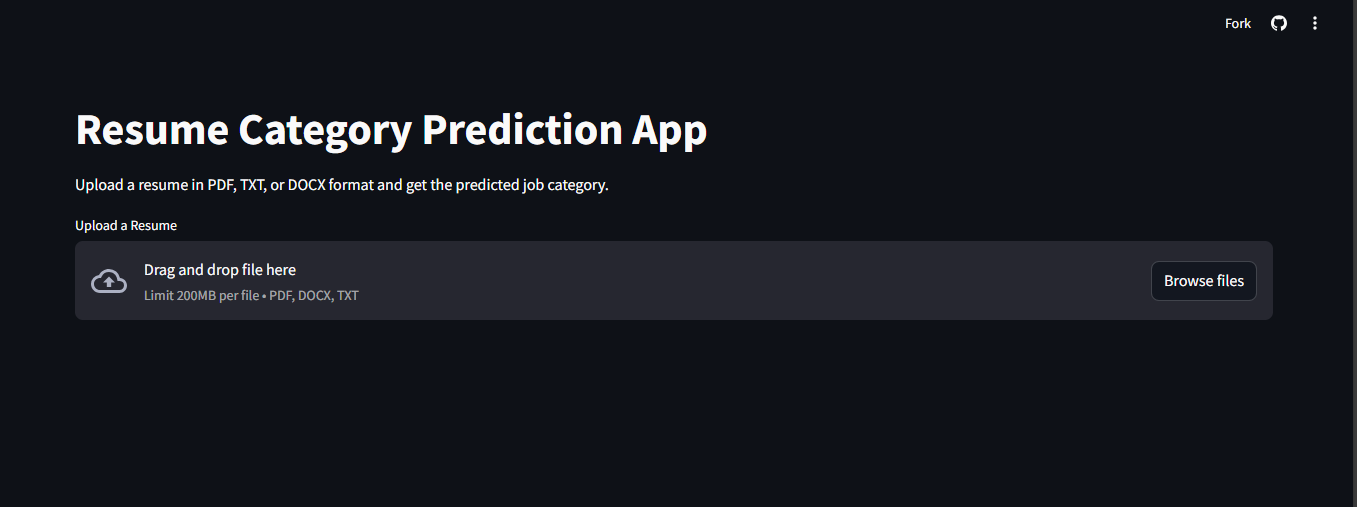 Fork
Resume Category Prediction App
Upload a resume in PDF, TXT, or DOCX format and get the predicted job category.
Upload a Resume
Drag and drop file here
Limit 200MB per file • PDF, DOCX, TXT
Browse files